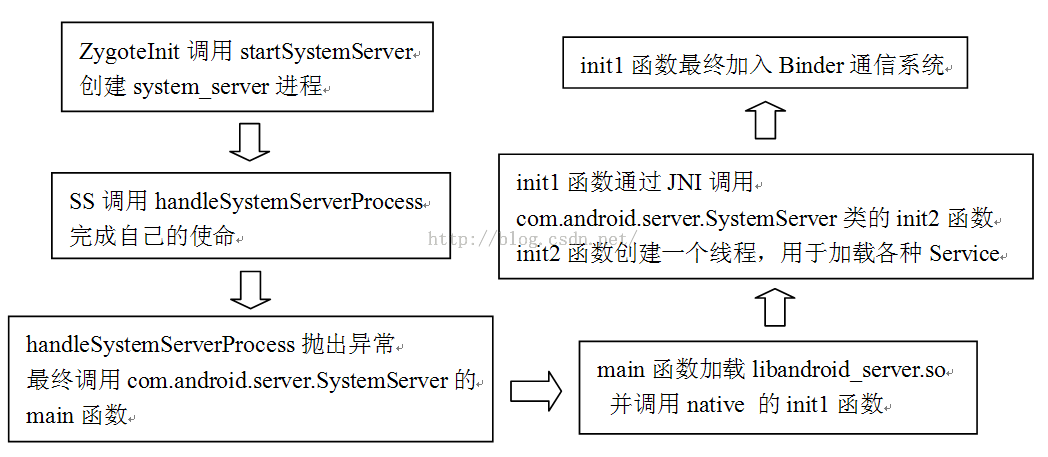 ZygoteInit 调用 startSystemServer
创建 system_server 进程
SS 调用 handleSystemServerProcess
完成自己的使命
handleSystemServerProcess 抛出异常
最终调用 com.android.server.SystemServer 的
main 函数
main 函数加载 libandroid_server.so
并调用 native 的 init1 函数
init1 函数通过 JNI 调用
com.android.server.SystemServer 类的 init2 函数
init2 函数创建一个线程，用于加载各种 Service
init1 函数最终加入 Binder 通信系统
http://blog.csdn.net/